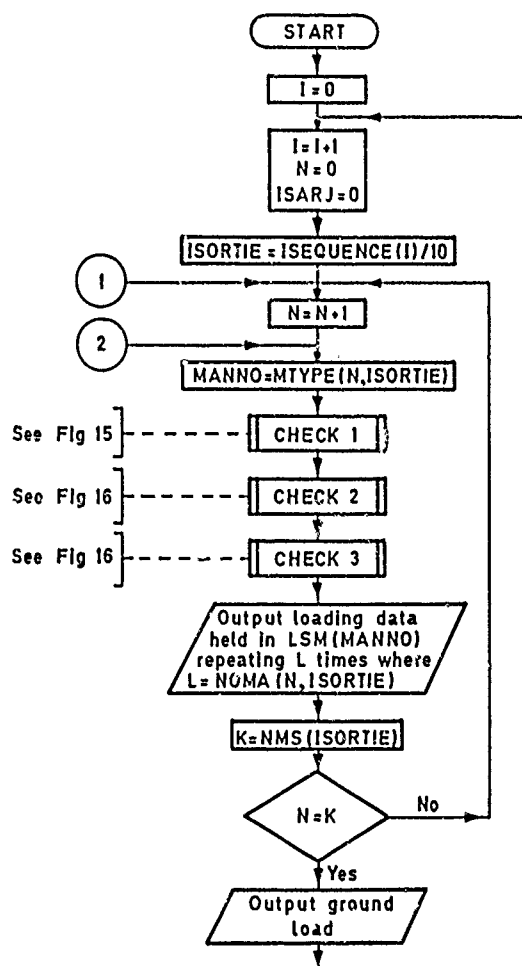 START
I=0
I=I+1
N=0
ISARJ=0
ISORTIE=ISEQUENCE(I)/10
1
N=N+1
2
MANNO=MTYPE(N,ISORTIE)
See Fig 15
CHECK 1
See Fig 16
CHECK 2
See Fig 16
CHECK 3
Output loading data
held in LSM(MANNO)
repeating L times where
L=NOMA(N,ISORTIE)
K=NMS(ISORTIE)
N=K
No
Yes
Output ground
load